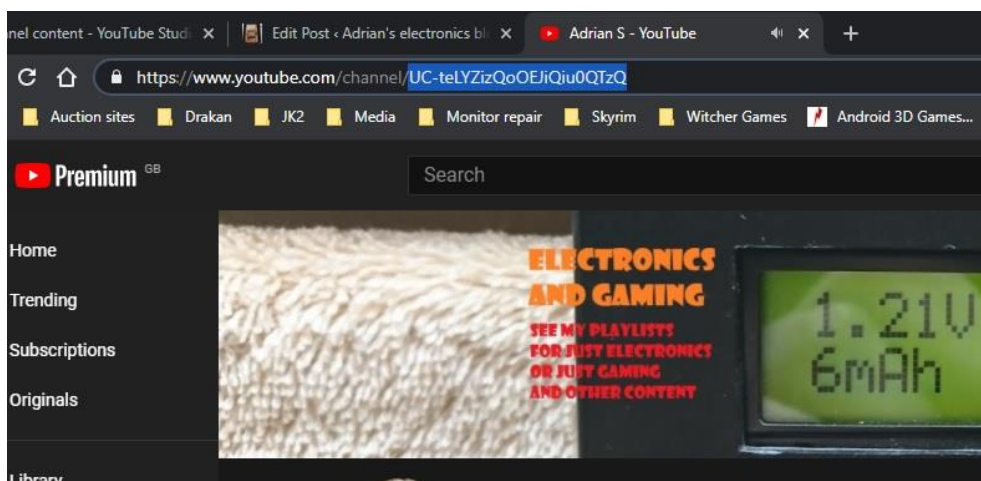 nnel content - YouTube Studi Edit Post ‹ Adrian's electronics bl Adrian S - YouTube
https://www.youtube.com/channel/UC-teLYZizQoOEJiQiu0QTzQ
Auction sites Drakan JK2 Media Monitor repair Skyrim Witcher Games Android 3D Games...
Premium GB
Search
Home
Trending
Subscriptions
Originals
Library
ELECTRONICS
AND GAMING
SEE MY PLAYLISTS
FOR JUST ELECTRONICS
OR JUST GAMING
AND OTHER CONTENT
1.21V
6mAh